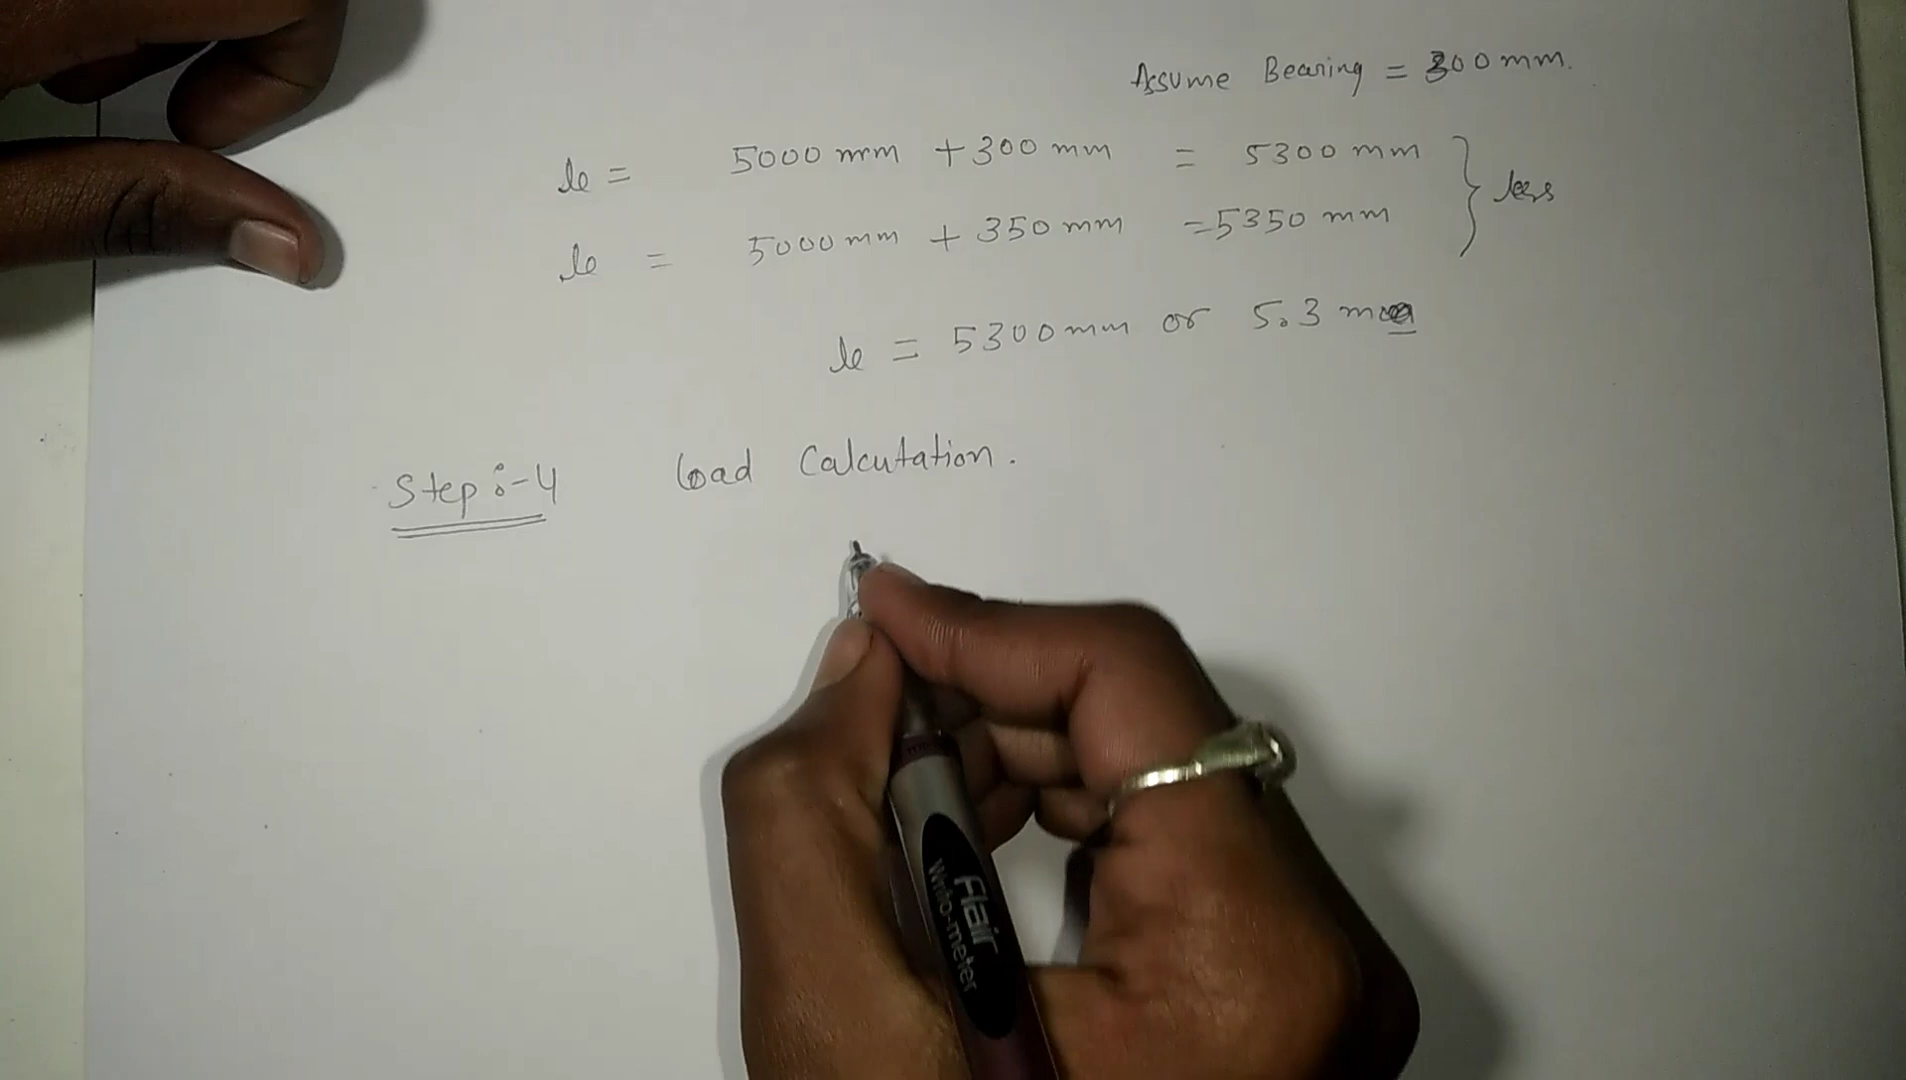 Assume Bearing = 300 mm.
le = 5000 mm + 300 mm = 5300 mm
le = 5000 mm + 350 mm = 5350 mm
less
le = 5300 mm or 5.3 m
Step :- 4 Load Calcutation.
Flair
Writo-meter